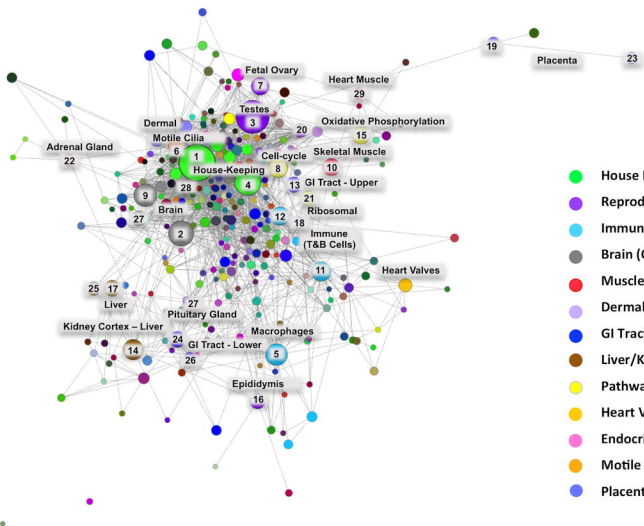 19
Placenta
23
Fetal Ovary
7
Heart Muscle
29
Testes
3
Oxidative Phosphorylation
15
20
Dermal
Motile Cilia
6
1
Adrenal Gland
22
Cell-cycle
8
Skeletal Muscle
10
House-Keeping
4
28
13
GI Tract - Upper
9
21
Brain
27
12
Ribosomal
18
2
Immune
(T&B Cells)
11
Heart Valves
25
17
Liver
27
Pituitary Gland
Kidney Cortex – Liver
Macrophages
24
GI Tract - Lower
14
26
5
Epididymis
16
House
Reprod
Immun
Brain (
Muscle
Dermal
GI Tract
Liver/K
Pathwa
Heart V
Endocri
Motile
Placent